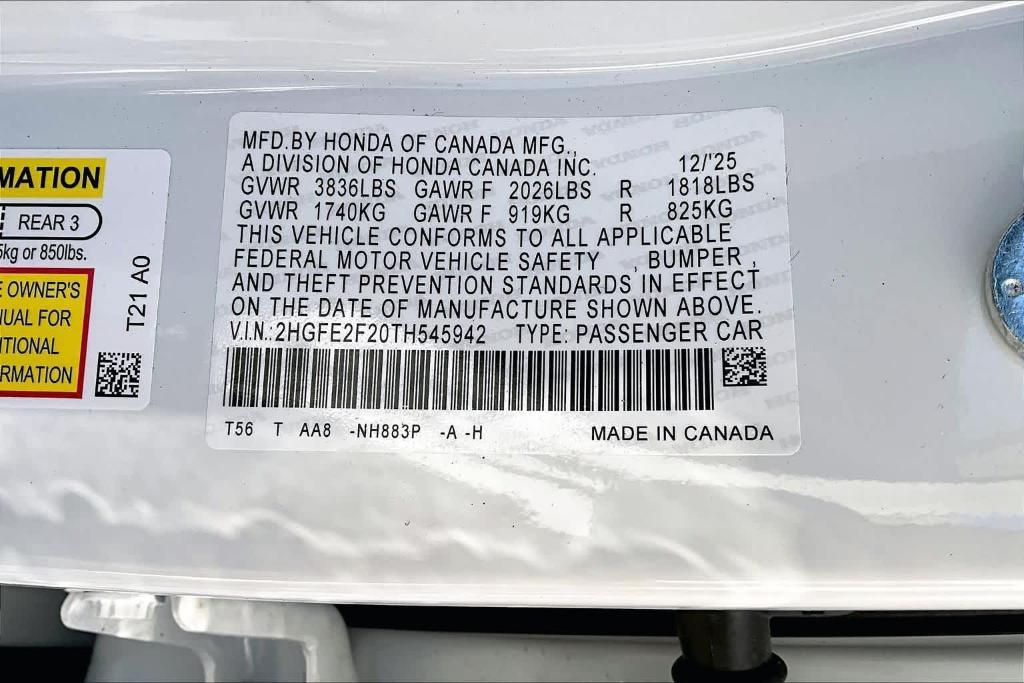 MATION
REAR 3
kg or 850lbs.
E OWNER'S
UAL FOR
ITIONAL
RMATION
T21 A0
MFD.BY HONDA OF CANADA MFG.,
A DIVISION OF HONDA CANADA INC. 12/'25
GVWR 3836LBS GAWR F 2026LBS R 1818LBS
GVWR 1740KG GAWR F 919KG R 825KG
THIS VEHICLE CONFORMS TO ALL APPLICABLE
FEDERAL MOTOR VEHICLE SAFETY , BUMPER ,
AND THEFT PREVENTION STANDARDS IN EFFECT
ON THE DATE OF MANUFACTURE SHOWN ABOVE.
V.I.N.:2HGFE2F20TH545942 TYPE: PASSENGER CAR
T56 T AA8 -NH883P -A -H MADE IN CANADA